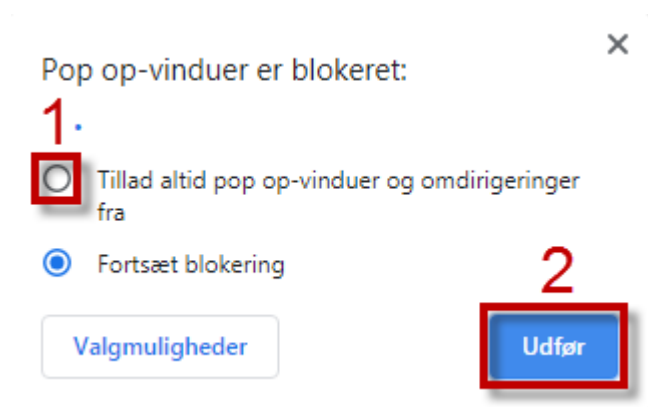 Pop op-vinduer er blokeret:
1
Tillad altid pop op-vinduer og omdirigeringer
fra
Fortsæt blokering
2
Valgmuligheder
Udfør